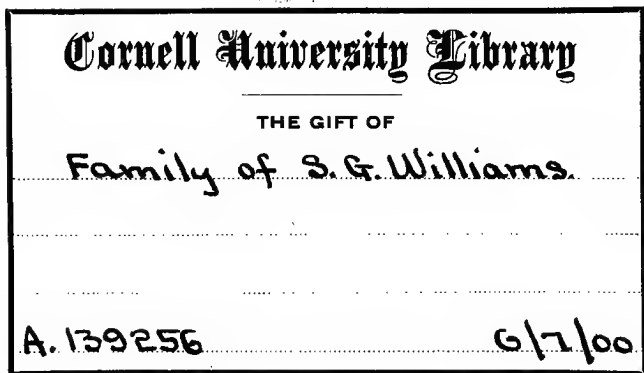 Cornell University Library
THE GIFT OF
Family of S. G. Williams.
A. 139256 6/7/00